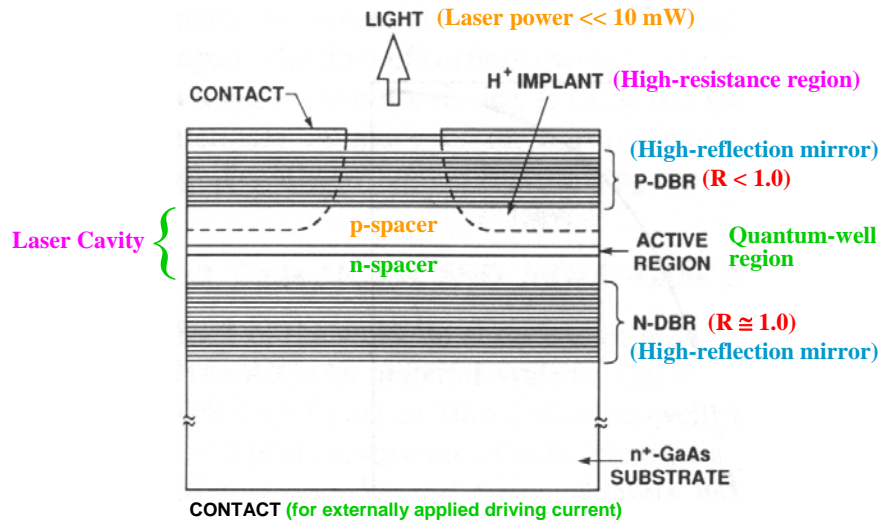 LIGHT (Laser power << 10 mW)
H+ IMPLANT (High-resistance region)
CONTACT
(High-reflection mirror)
P-DBR (R < 1.0)
Laser Cavity
p-spacer
ACTIVE REGION
Quantum-well region
n-spacer
N-DBR (R ≅ 1.0)
(High-reflection mirror)
n+-GaAs
SUBSTRATE
CONTACT (for externally applied driving current)